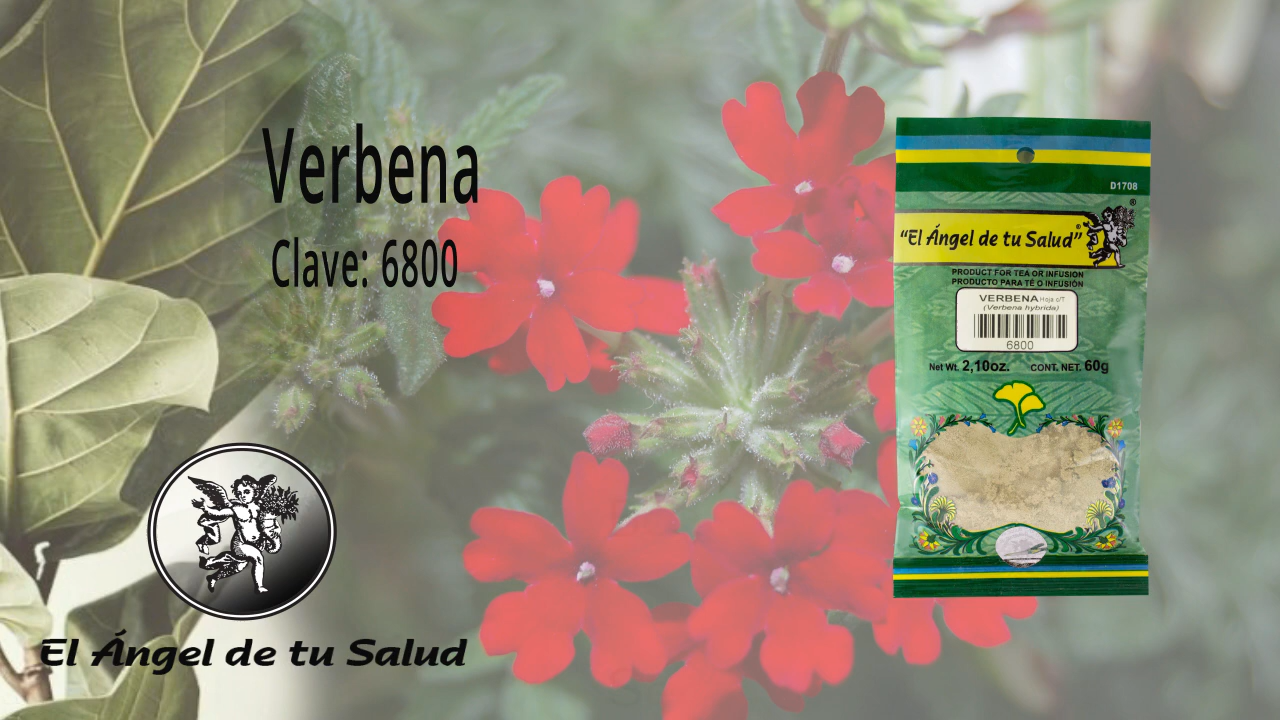 Verbena
Clave: 6800
El Ángel de tu Salud
D1708
®
“El Ángel de tu Salud”
PRODUCT FOR TEA OR INFUSION
PRODUCTO PARA TÉ O INFUSIÓN
VERBENA Hoja c/T
(Verbena hybrida)
6800
Net Wt. 2,10oz. CONT. NET. 60g